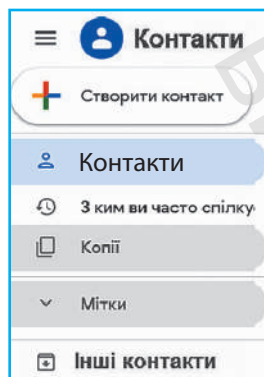 Контакти
Створити контакт
Контакти
З ким ви часто спілку
Копії
Мітки
Інші контакти